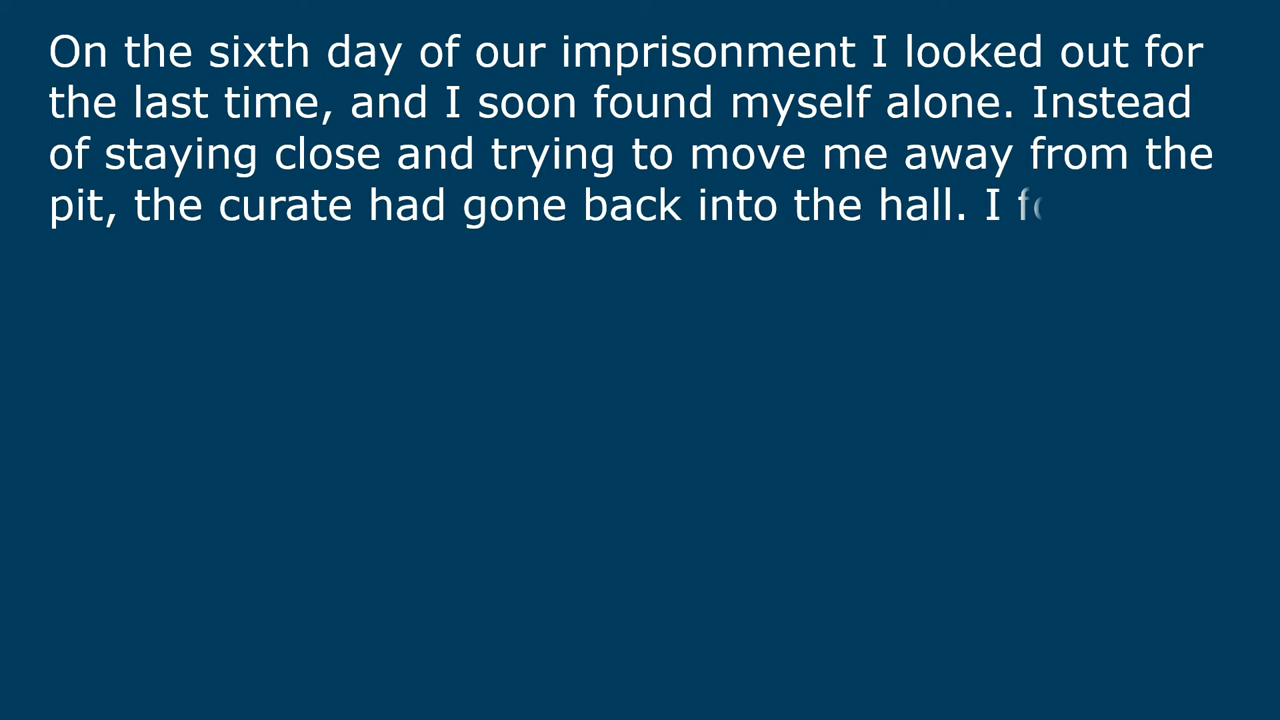 On the sixth day of our imprisonment I looked out for
the last time, and I soon found myself alone. Instead
of staying close and trying to move me away from the
pit, the curate had gone back into the hall. I